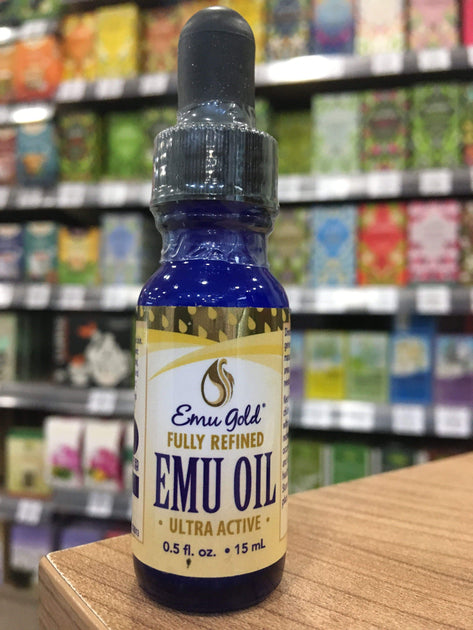 Emu Gold®
FULLY REFINED
EMU OIL
• ULTRA ACTIVE •
0.5 fl. oz. • 15 mL